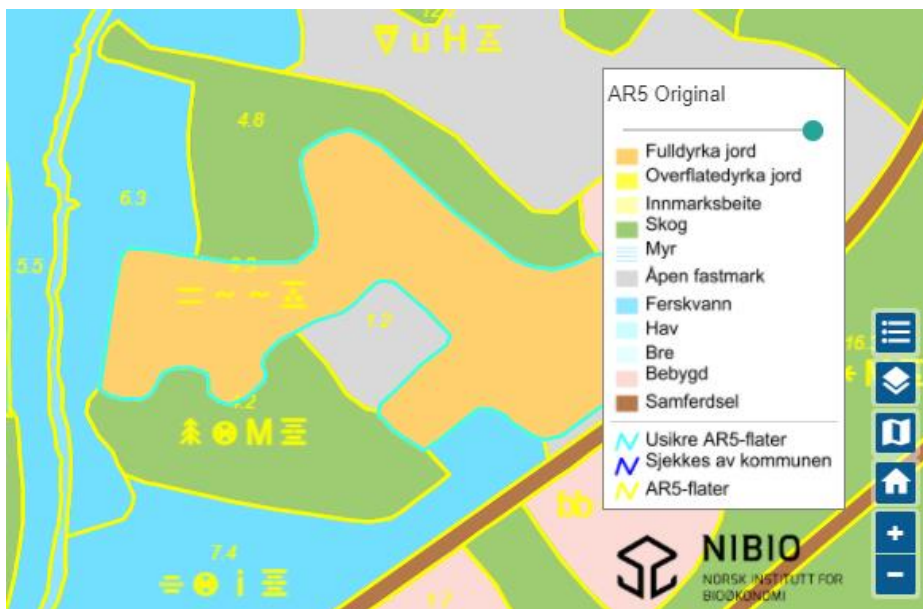 u H
4.8
6.3
5.5
1.2
M
7.4
i
bb
AR5 Original
Fulldyrka jord
Overflatedyrka jord
Innmarksbeite
Skog
Myr
Åpen fastmark
Ferskvann
Hav
Bre
Bebygd
Samferdsel
Usikre AR5-flater
Sjekkes av kommunen
AR5-flater
NIBIO
NORSK INSTITUTT FOR
BIOØKONOMI
+
−